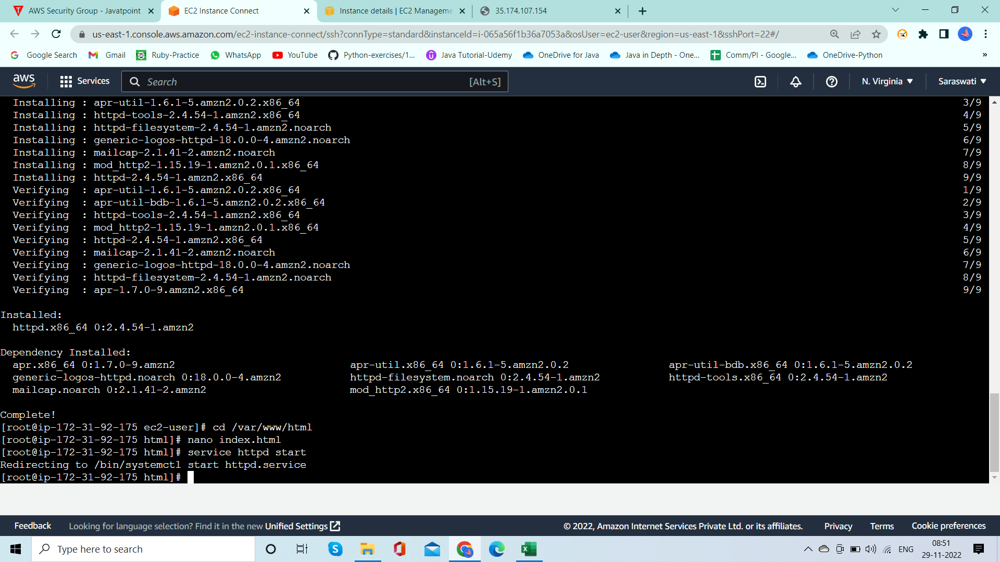 AWS Security Group - Javatpoint
EC2 Instance Connect
Instance details | EC2 Manageme
35.174.107.154
us-east-1.console.aws.amazon.com/ec2-instance-connect/ssh?connType=standard&instanceId=i-065a56f1b36a7053a&osUser=ec2-user&region=us-east-1&sshPort=22#/
Google Search
Gmail
Ruby-Practice
WhatsApp
YouTube
Python-exercises/1...
Java Tutorial-Udemy
OneDrive for Java
Java in Depth - One...
Comm/PI - Google...
OneDrive-Python
»
aws
Services
Search
[Alt+S]
N. Virginia
Saraswati
Installing : apr-util-1.6.1-5.amzn2.0.2.x86_64 3/9
Installing : httpd-tools-2.4.54-1.amzn2.x86_64 4/9
Installing : httpd-filesystem-2.4.54-1.amzn2.noarch 5/9
Installing : generic-logos-httpd-18.0.0-4.amzn2.noarch 6/9
Installing : mailcap-2.1.41-2.amzn2.noarch 7/9
Installing : mod_http2-1.15.19-1.amzn2.0.1.x86_64 8/9
Installing : httpd-2.4.54-1.amzn2.x86_64 9/9
Verifying : apr-util-1.6.1-5.amzn2.0.2.x86_64 1/9
Verifying : apr-util-bdb-1.6.1-5.amzn2.0.2.x86_64 2/9
Verifying : httpd-tools-2.4.54-1.amzn2.x86_64 3/9
Verifying : mod_http2-1.15.19-1.amzn2.0.1.x86_64 4/9
Verifying : httpd-2.4.54-1.amzn2.x86_64 5/9
Verifying : mailcap-2.1.41-2.amzn2.noarch 6/9
Verifying : generic-logos-httpd-18.0.0-4.amzn2.noarch 7/9
Verifying : httpd-filesystem-2.4.54-1.amzn2.noarch 8/9
Verifying : apr-1.7.0-9.amzn2.x86_64 9/9
Installed:
httpd.x86_64 0:2.4.54-1.amzn2
Dependency Installed:
apr.x86_64 0:1.7.0-9.amzn2 apr-util.x86_64 0:1.6.1-5.amzn2.0.2 apr-util-bdb.x86_64 0:1.6.1-5.amzn2.0.2
generic-logos-httpd.noarch 0:18.0.0-4.amzn2 httpd-filesystem.noarch 0:2.4.54-1.amzn2 httpd-tools.x86_64 0:2.4.54-1.amzn2
mailcap.noarch 0:2.1.41-2.amzn2 mod_http2.x86_64 0:1.15.19-1.amzn2.0.1
Complete!
[root@ip-172-31-92-175 ec2-user]# cd /var/www/html
[root@ip-172-31-92-175 html]# nano index.html
[root@ip-172-31-92-175 html]# service httpd start
Redirecting to /bin/systemctl start httpd.service
[root@ip-172-31-92-175 html]#
Feedback
Looking for language selection? Find it in the new Unified Settings
© 2022, Amazon Internet Services Private Ltd. or its affiliates.
Privacy
Terms
Cookie preferences
Type here to search
ENG
08:51
29-11-2022